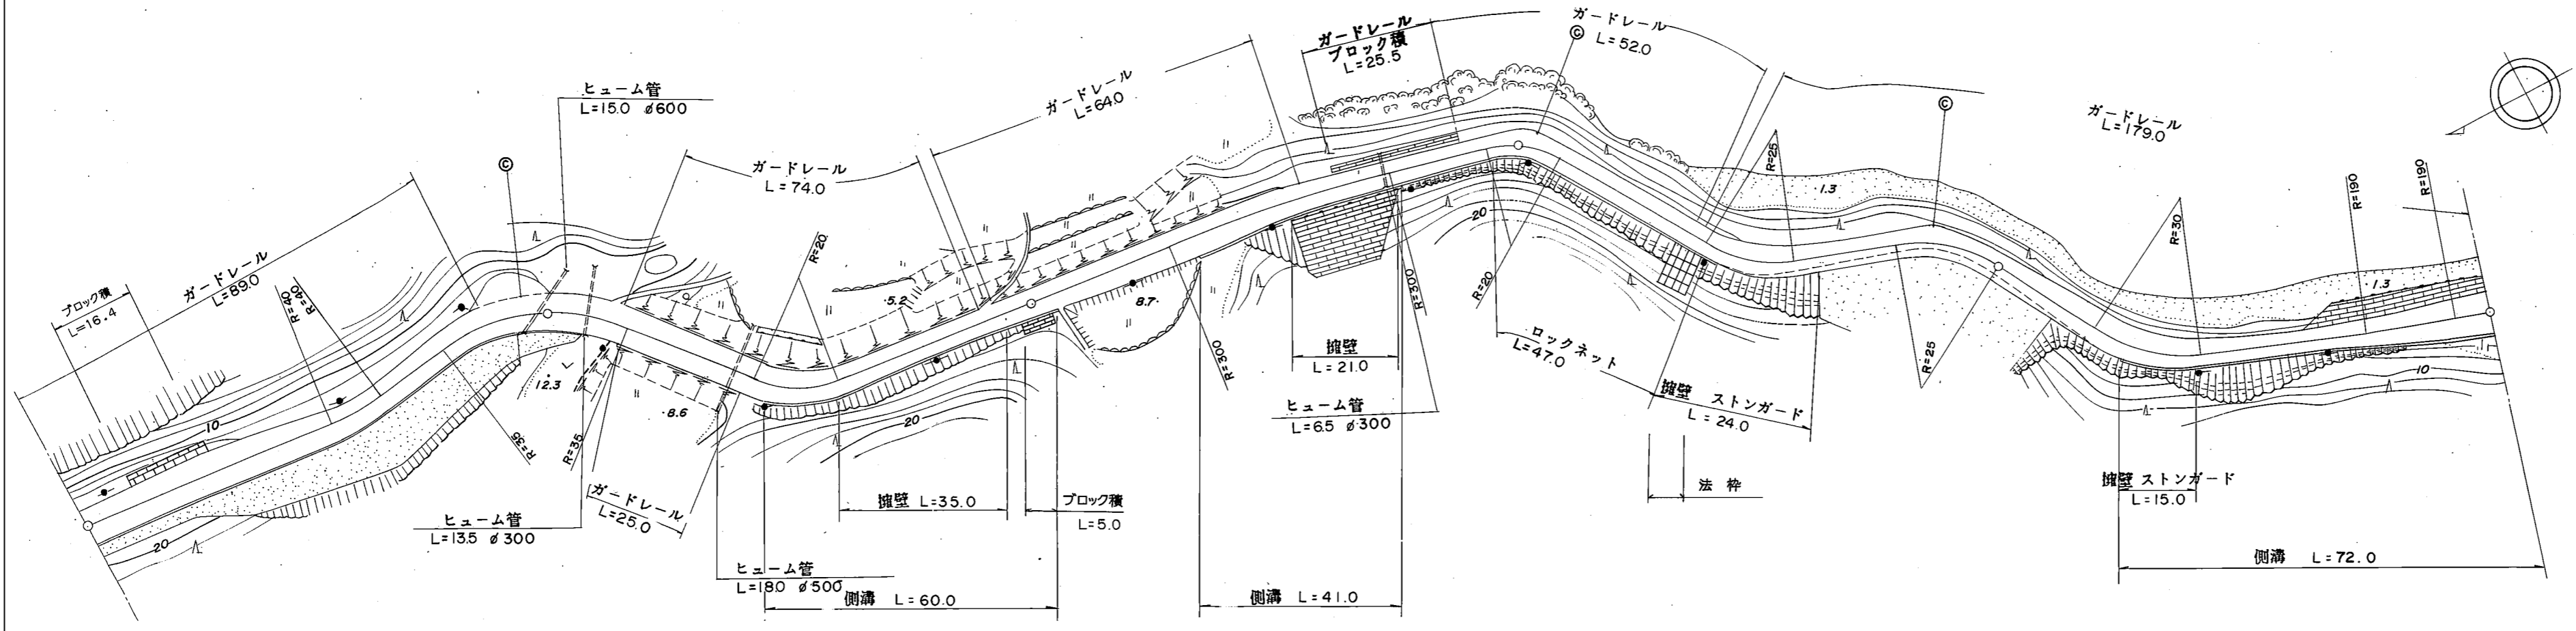 ブロック積
L=16.4
ガードレール
L=89.0
R=40
R=40
ヒューム管
L=15.0 ⌀600
Ⓒ
ガードレール
L=74.0
ガードレール
L=64.0
ガードレール
ブロック積
L=25.5
ガードレール
L=52.0
Ⓒ
Ⓒ
ガードレール
L=179.0
R=20
R=25
R=30
R=190
R=190
1.3
1.3
5.2
8.7
12.3
8.6
10
20
20
20
10
R=35
R=35
R=300
R=300
R=20
R=25
ヒューム管
L=13.5 ⌀300
ガードレール
L=25.0
ヒューム管
L=18.0 ⌀500
擁壁 L=35.0
ブロック積
L=5.0
側溝 L=60.0
側溝 L=41.0
擁壁
L=21.0
ヒューム管
L=6.5 ⌀300
ロックネット
L=47.0
擁壁 ストンガード
L=24.0
法枠
擁壁 ストンガード
L=15.0
側溝 L=72.0